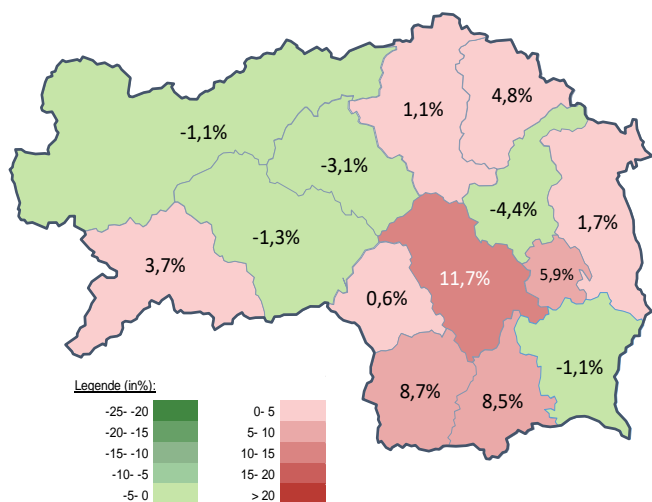 1,1%
4,8%
-1,1%
-3,1%
-4,4%
1,7%
-1,3%
3,7%
11,7%
5,9%
0,6%
-1,1%
8,7%
8,5%
Legende (in%):
-25- -20 0- 5
-20- -15 5- 10
-15- -10 10- 15
-10- -5 15- 20
-5- 0 > 20